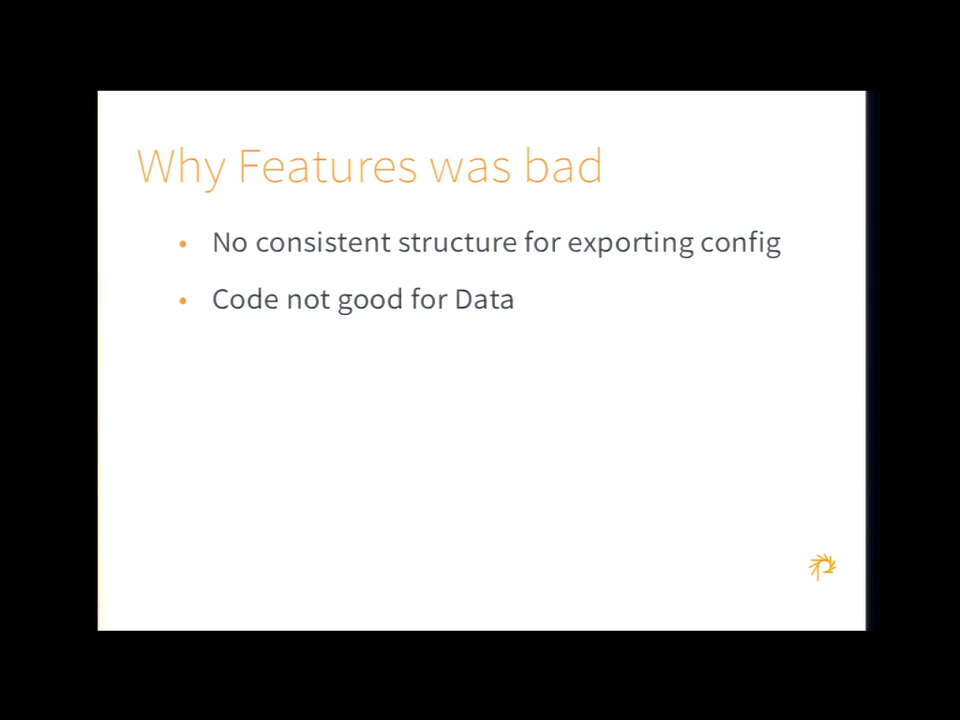 Why Features was bad
No consistent structure for exporting config
Code not good for Data